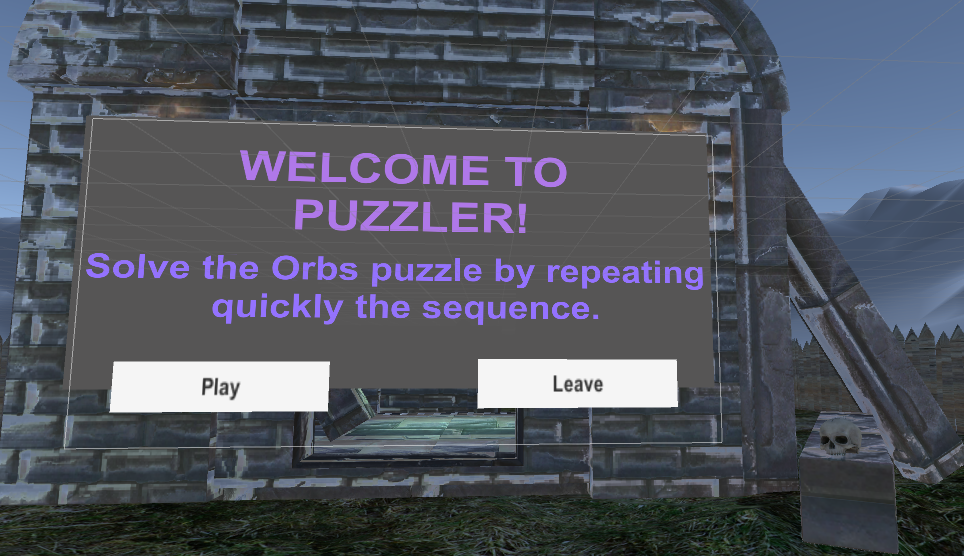 WELCOME TO
PUZZLER!
Solve the Orbs puzzle by repeating
quickly the sequence.
Play
Leave